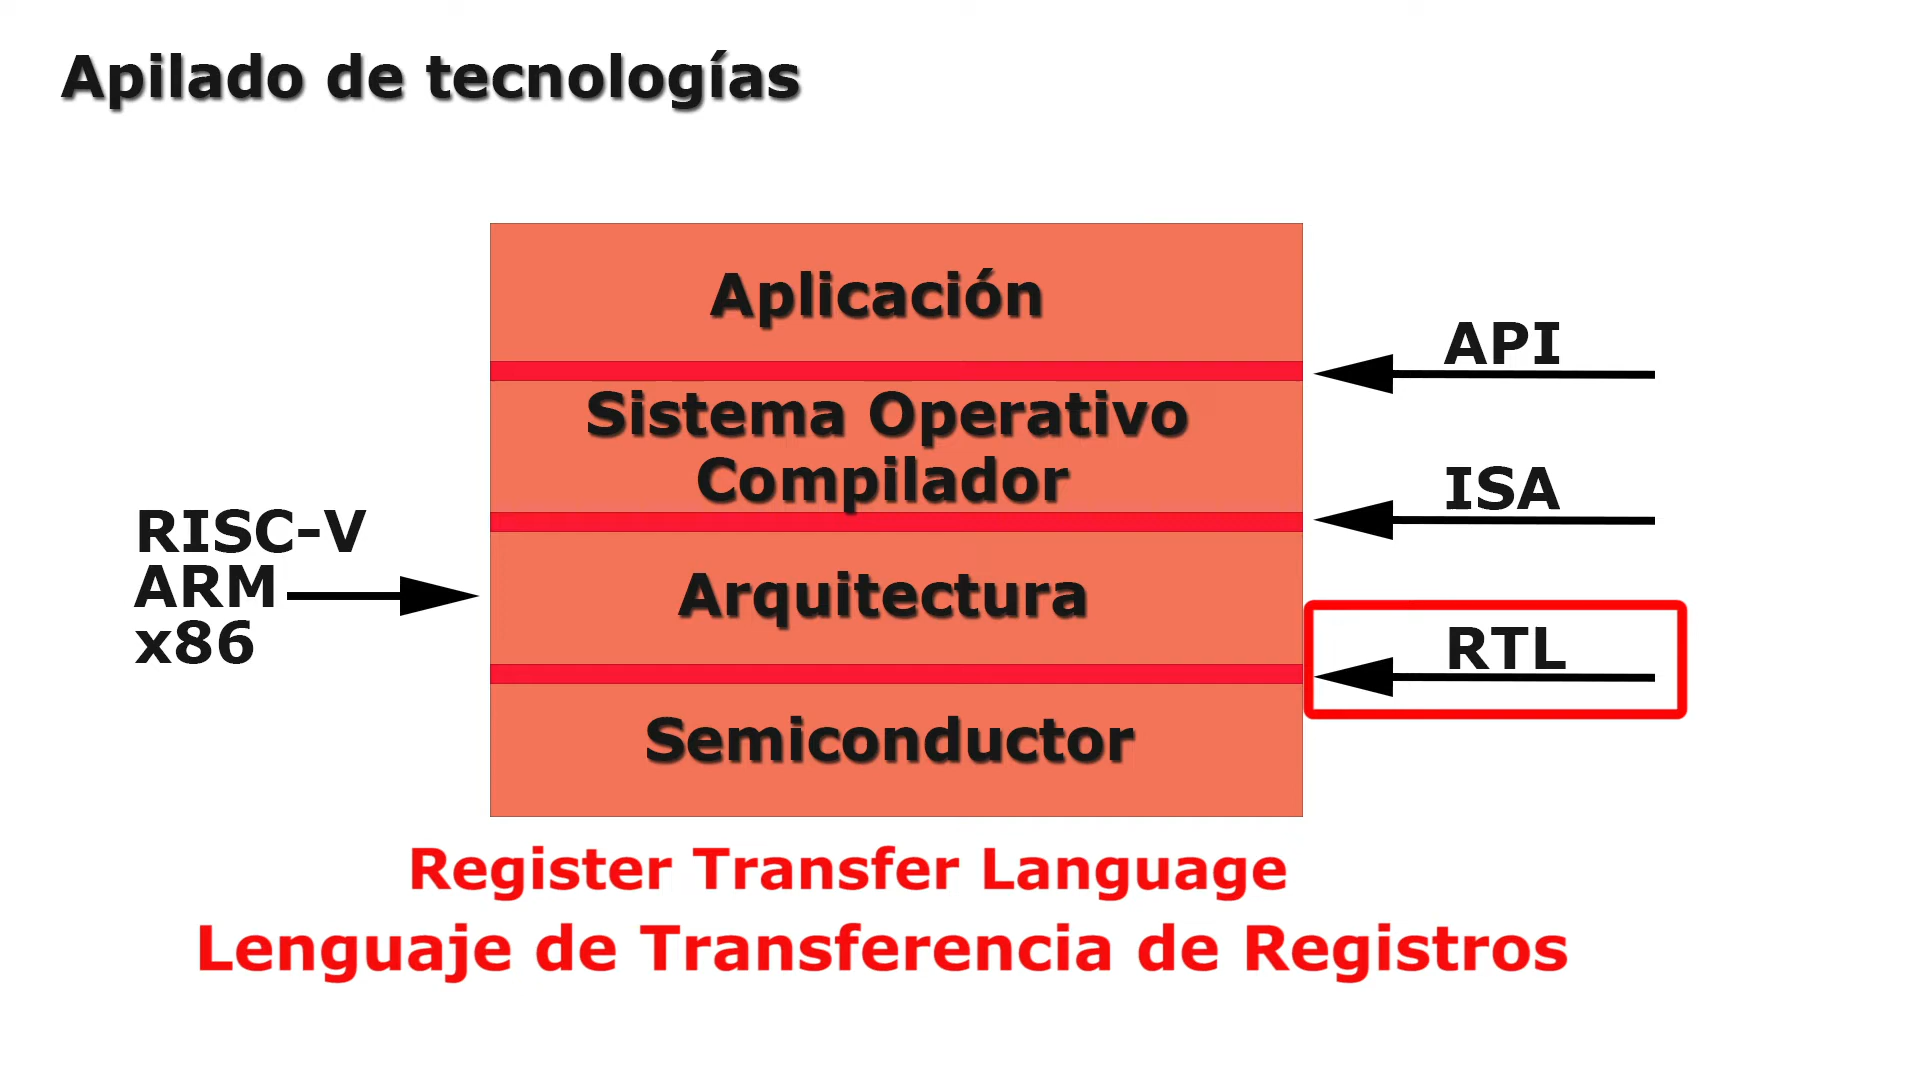 Apilado de tecnologías
Aplicación
API
Sistema Operativo
Compilador
ISA
RISC-V
ARM
x86
Arquitectura
RTL
Semiconductor
Register Transfer Language
Lenguaje de Transferencia de Registros